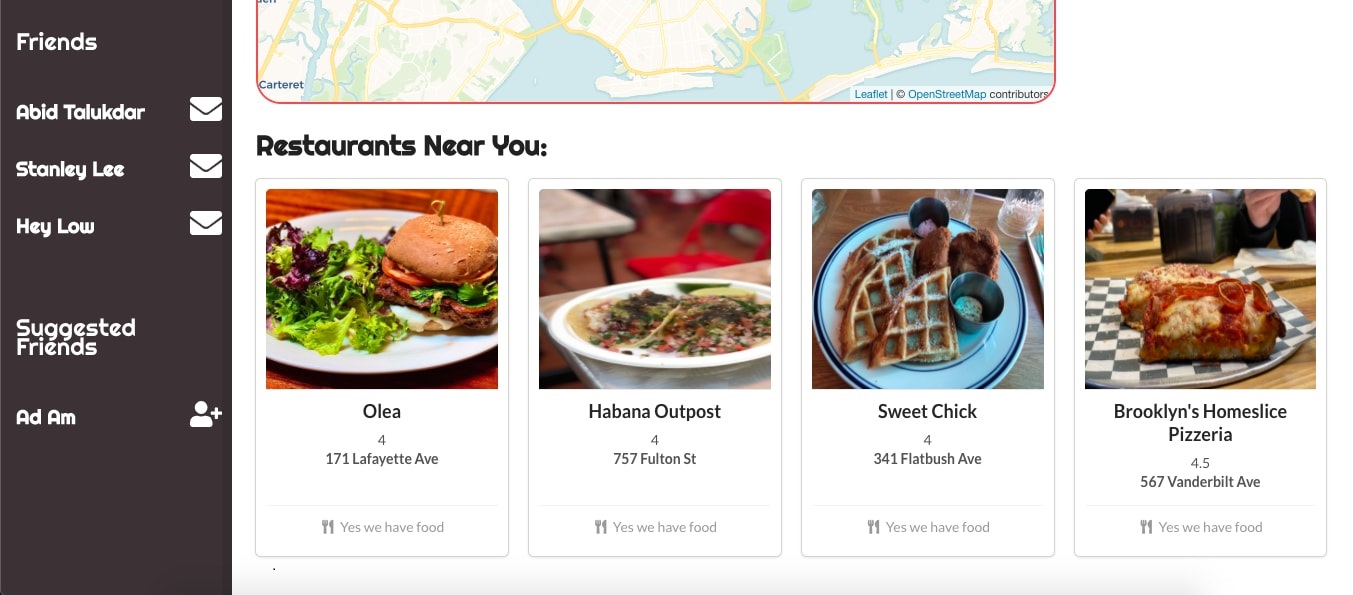 Friends
Abid Talukdar
Stanley Lee
Hey Low
Suggested
Friends
Ad Am
Carteret
Leaflet | © OpenStreetMap contributors
Restaurants Near You:
Olea
4
171 Lafayette Ave
Yes we have food
Habana Outpost
4
757 Fulton St
Yes we have food
Sweet Chick
4
341 Flatbush Ave
Yes we have food
Brooklyn's Homeslice
Pizzeria
4.5
567 Vanderbilt Ave
Yes we have food